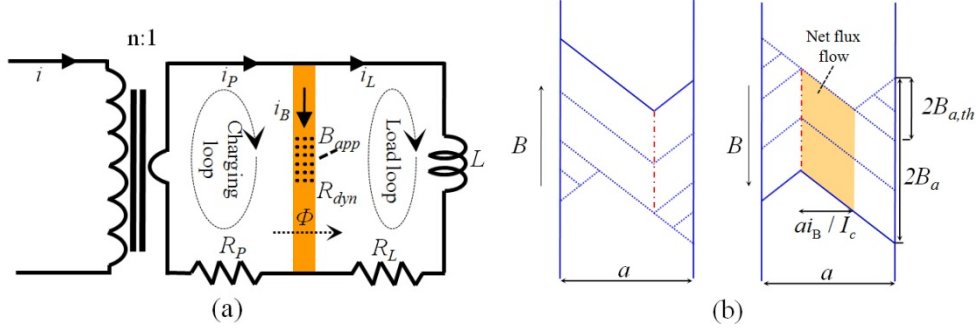 n:1
i
i_P
i_L
i_B
B_app
R_dyn
Charging
loop
Load loop
L
Φ
R_P
R_L
(a)
B
a
Net flux
flow
B
2B_a,th
2B_a
ai_B / I_c
a
(b)